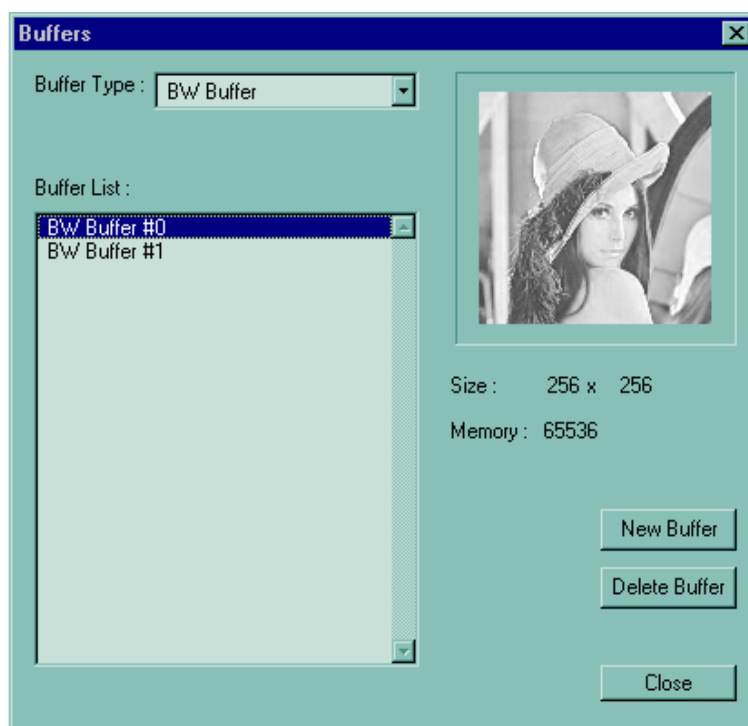 Buffers
Buffer Type : BW Buffer
Buffer List :
BW Buffer #0
BW Buffer #1
Size : 256 x 256
Memory : 65536
New Buffer
Delete Buffer
Close